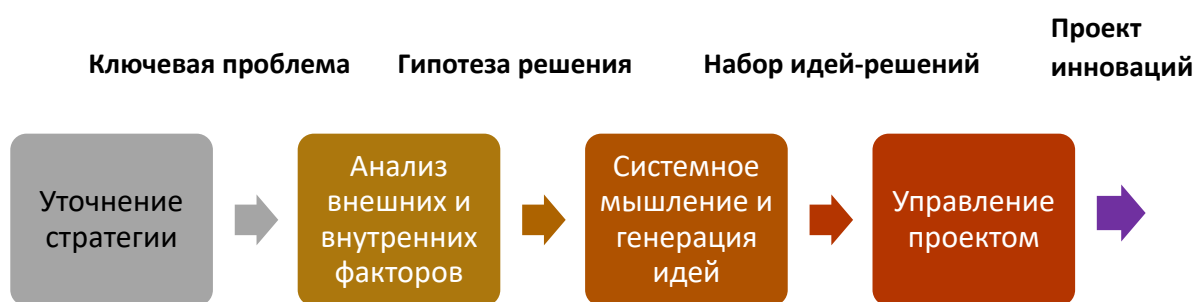 Ключевая проблема
Гипотеза решения
Набор идей-решений
Проект
инноваций
Уточнение
стратегии
Анализ
внешних и
внутренних
факторов
Системное
мышление и
генерация
идей
Управление
проектом